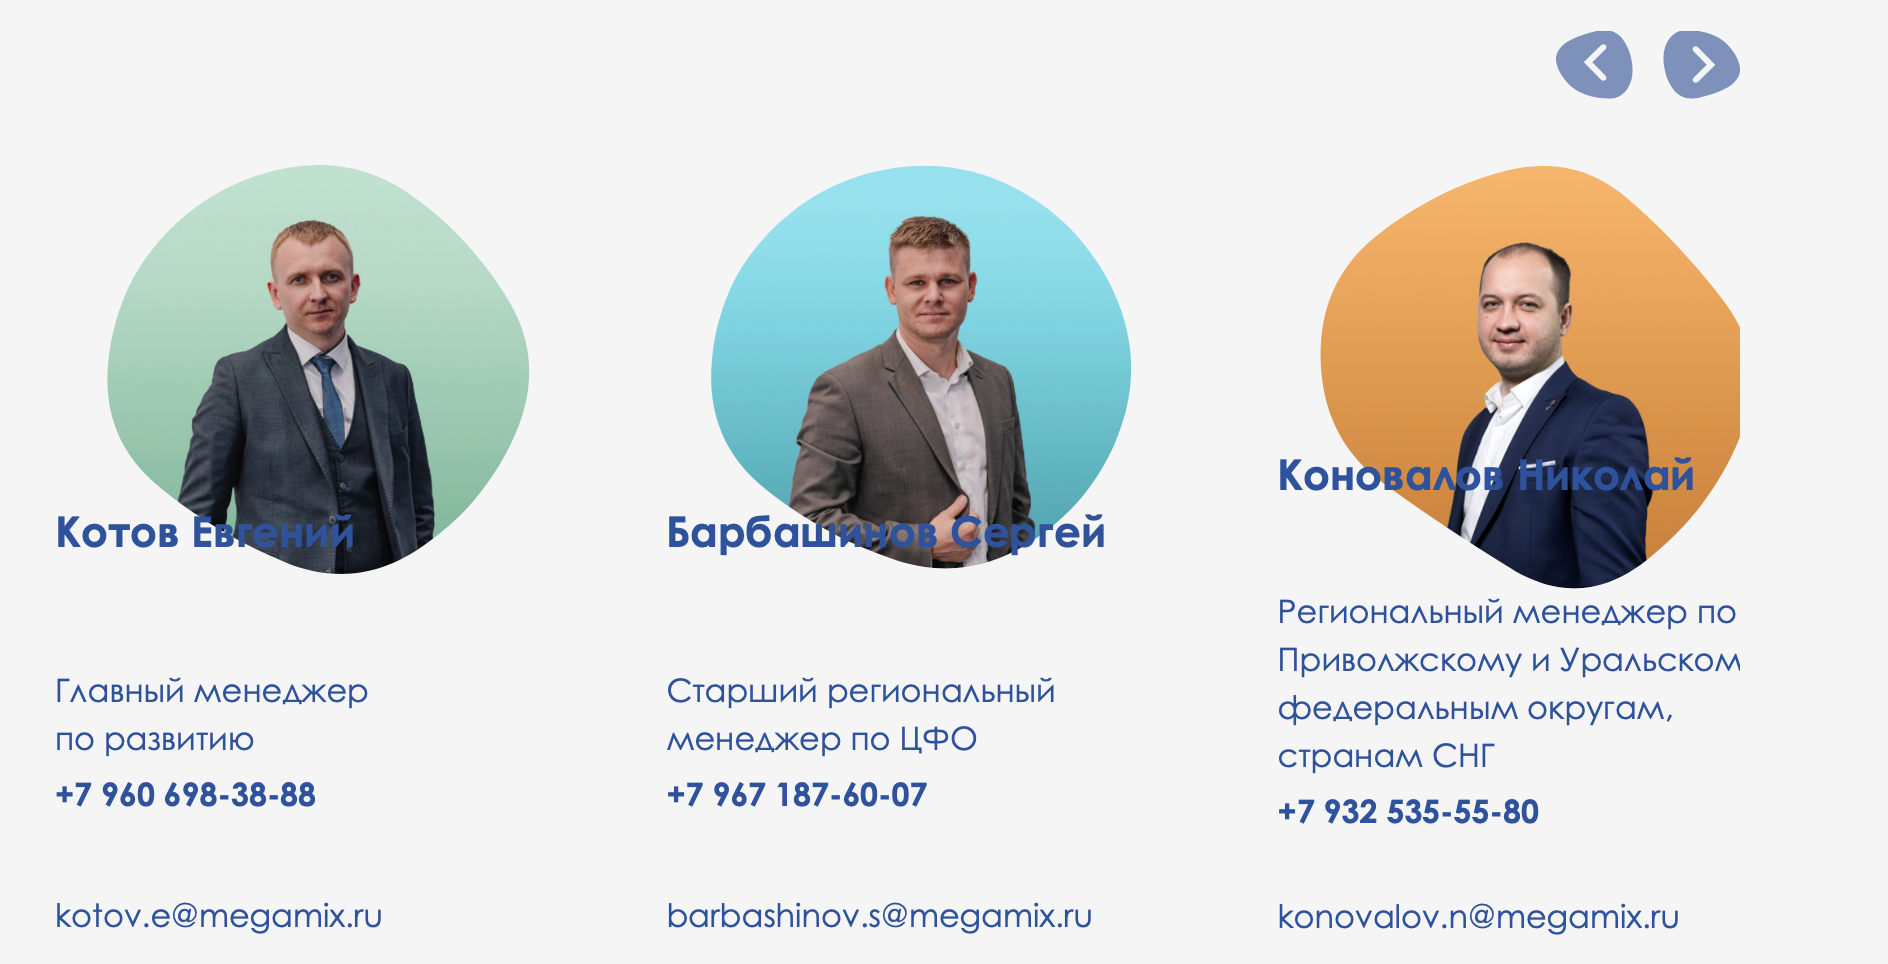 Котов Евгений
Главный менеджер
по развитию
+7 960 698-38-88
kotov.e@megamix.ru
Барбашинов Сергей
Старший региональный
менеджер по ЦФО
+7 967 187-60-07
barbashinov.s@megamix.ru
Коновалов Николай
Региональный менеджер по
Приволжскому и Уральском
федеральным округам,
странам СНГ
+7 932 535-55-80
konovalov.n@megamix.ru